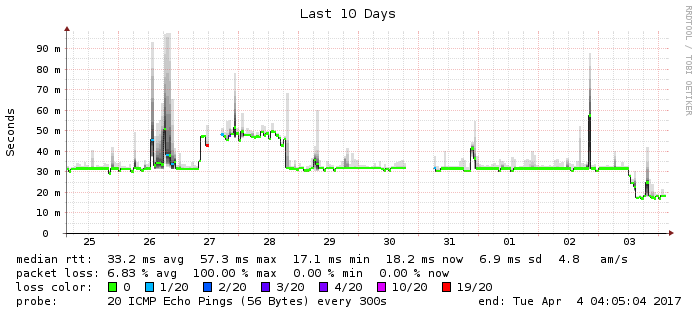 Last 10 Days
RRDTOOL / TOBI OETIKER
Seconds
90 m
80 m
70 m
60 m
50 m
40 m
30 m
20 m
10 m
0
25 26 27 28 29 30 31 01 02 03
median rtt: 33.2 ms avg 57.3 ms max 17.1 ms min 18.2 ms now 6.9 ms sd 4.8 am/s
packet loss: 6.83 % avg 100.00 % max 0.00 % min 0.00 % now
loss color: 0 1/20 2/20 3/20 4/20 10/20 19/20
probe: 20 ICMP Echo Pings (56 Bytes) every 300s end: Tue Apr 4 04:05:04 2017